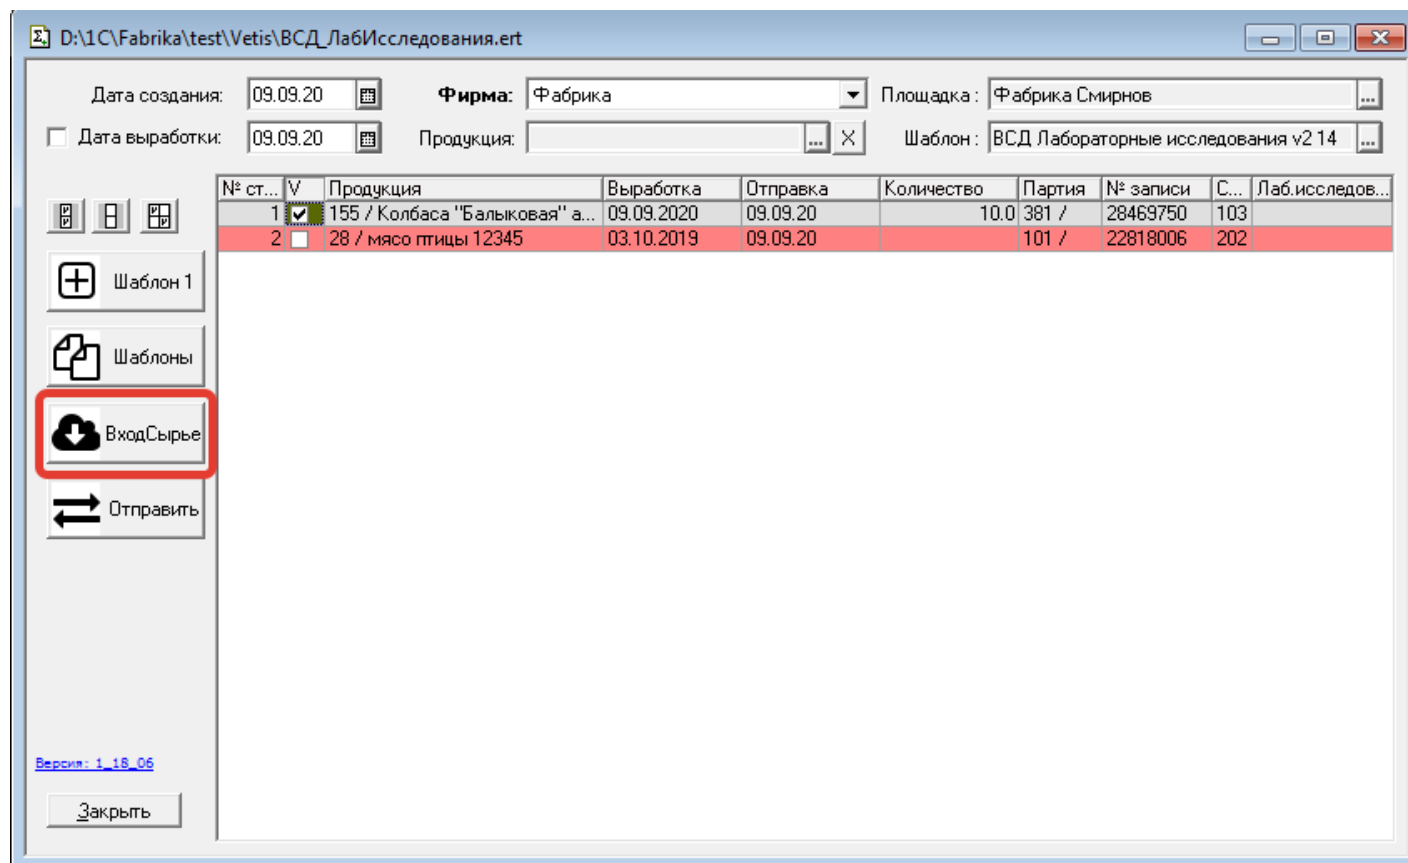 D:\1C\Fabrika\test\Vetis\ВСД_ЛабИсследования.ert
Дата создания: 09.09.20 Фирма: Фабрика Площадка : Фабрика Смирнов ...
Дата выработки: 09.09.20 Продукция: ... X Шаблон : ВСД Лабораторные исследования v2 14 ...
№ ст... V Продукция Выработка Отправка Количество Партия № записи С... Лаб.исследов...
1 155 / Колбаса "Балыковая" а... 09.09.2020 09.09.20 10.0 381 / 28469750 103
2 28 / мясо птицы 12345 03.10.2019 09.09.20 101 / 22818006 202
Шаблон 1
Шаблоны
ВходСырье
Отправить
Версия: 1_18_06
Закрыть